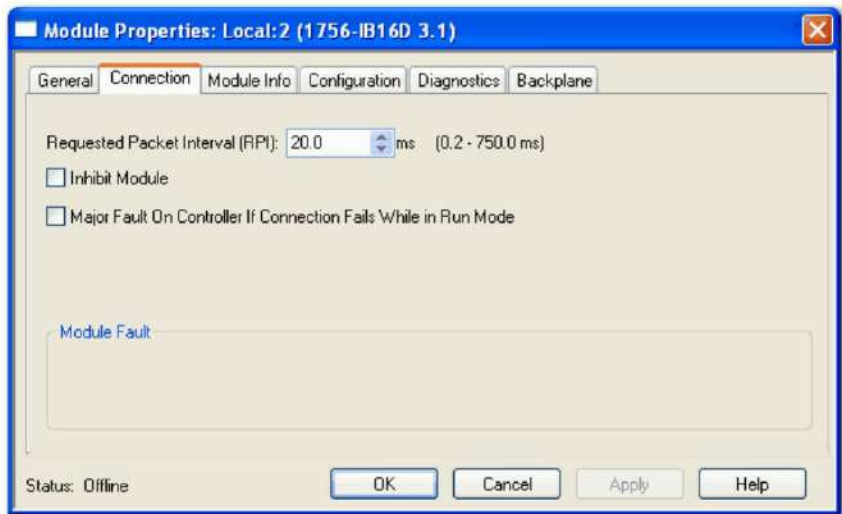 Module Properties: Local:2 (1756-IB16D 3.1)
General Connection Module Info Configuration Diagnostics Backplane
Requested Packet Interval (RPI): 20.0 ms (0.2 - 750.0 ms)
Inhibit Module
Major Fault On Controller If Connection Fails While in Run Mode
Module Fault
Status: Offline OK Cancel Apply Help